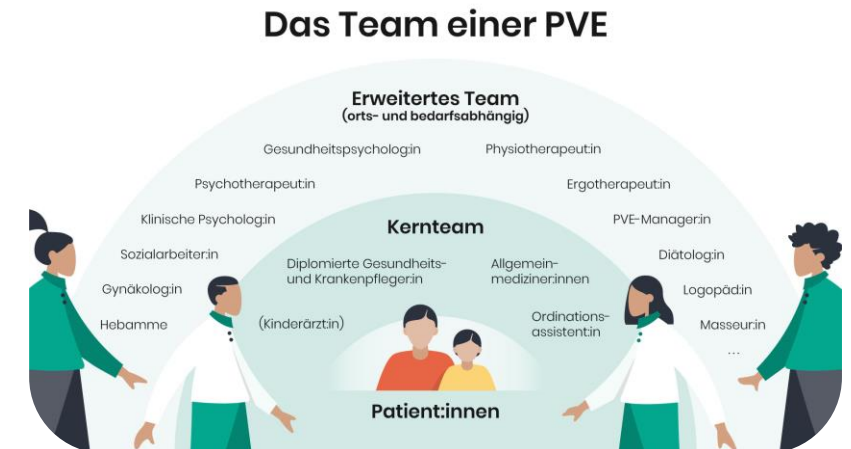 Das Team einer PVE
Erweitertes Team
(orts- und bedarfsabhängig)
Gesundheitspsycholog:in
Physiotherapeut:in
Psychotherapeut:in
Ergotherapeut:in
Klinische Psycholog:in
PVE-Manager:in
Sozialarbeiter:in
Diätolog:in
Gynäkolog:in
Logopäd:in
Hebamme
Masseur:in
...
Kernteam
Diplomierte Gesundheits-
und Krankenpfleger:in
Allgemein-
mediziner:innen
(Kinderärzt:in)
Ordinations-
assistent:in
Patient:innen